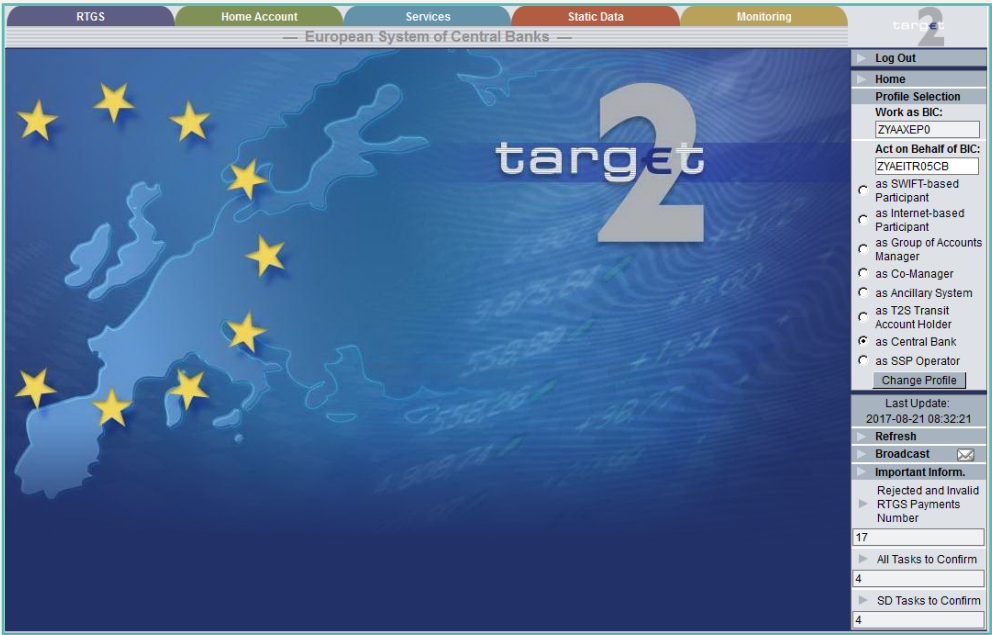 RTGS
Home Account
Services
Static Data
Monitoring
— European System of Central Banks —
target
2
target
2
Log Out
Home
Profile Selection
Work as BIC:
ZYAAXEP0
Act on Behalf of BIC:
ZYAEITR05CB
as SWIFT-based
Participant
as Internet-based
Participant
as Group of Accounts
Manager
as Co-Manager
as Ancillary System
as T2S Transit
Account Holder
as Central Bank
as SSP Operator
Change Profile
Last Update:
2017-08-21 08:32:21
Refresh
Broadcast
Important Inform.
Rejected and Invalid
RTGS Payments
Number
17
All Tasks to Confirm
4
SD Tasks to Confirm
4